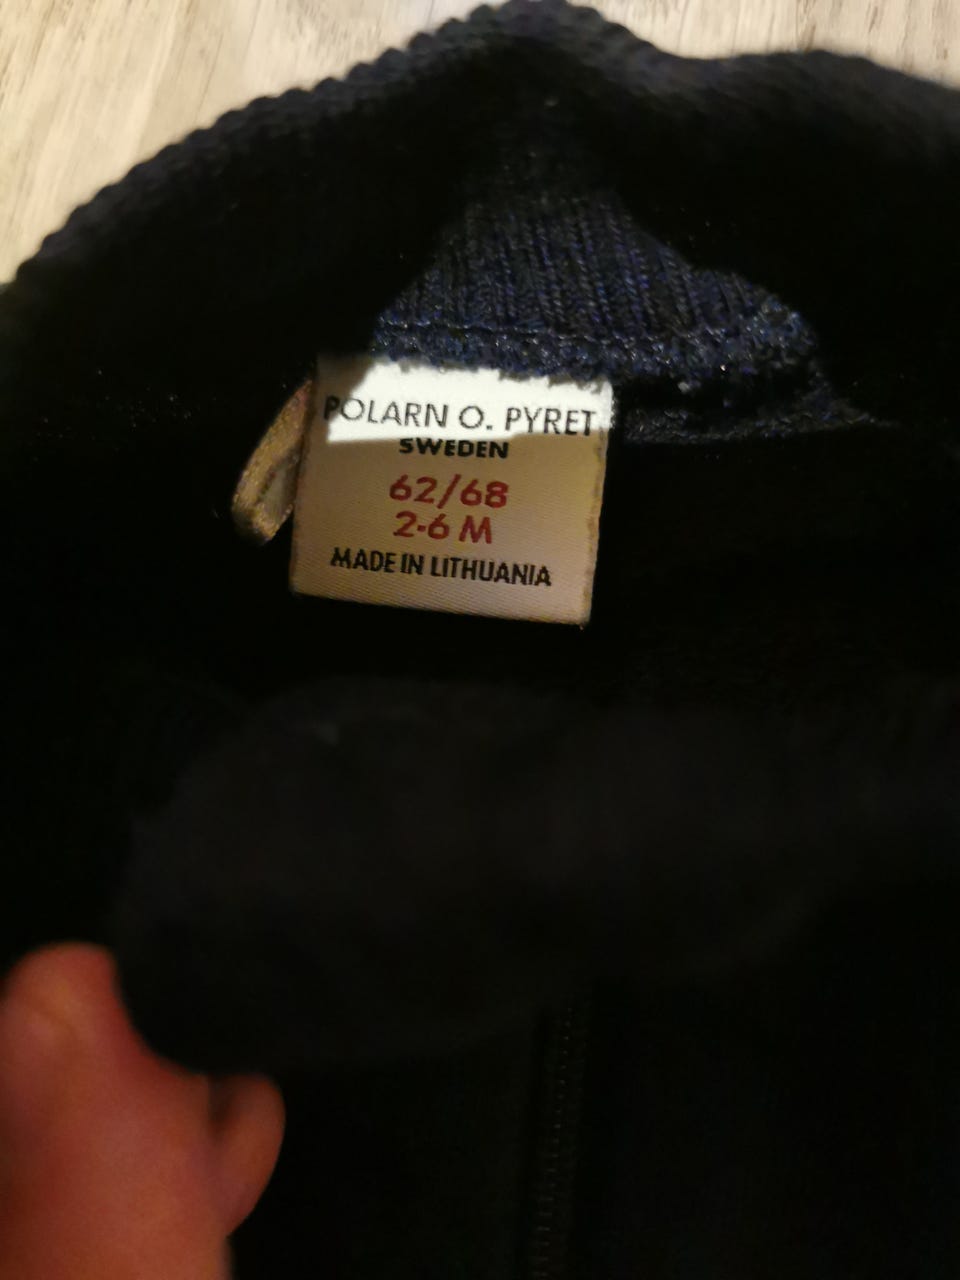 POLARN O. PYRET
SWEDEN
62/68
2-6 M
MADE IN LITHUANIA